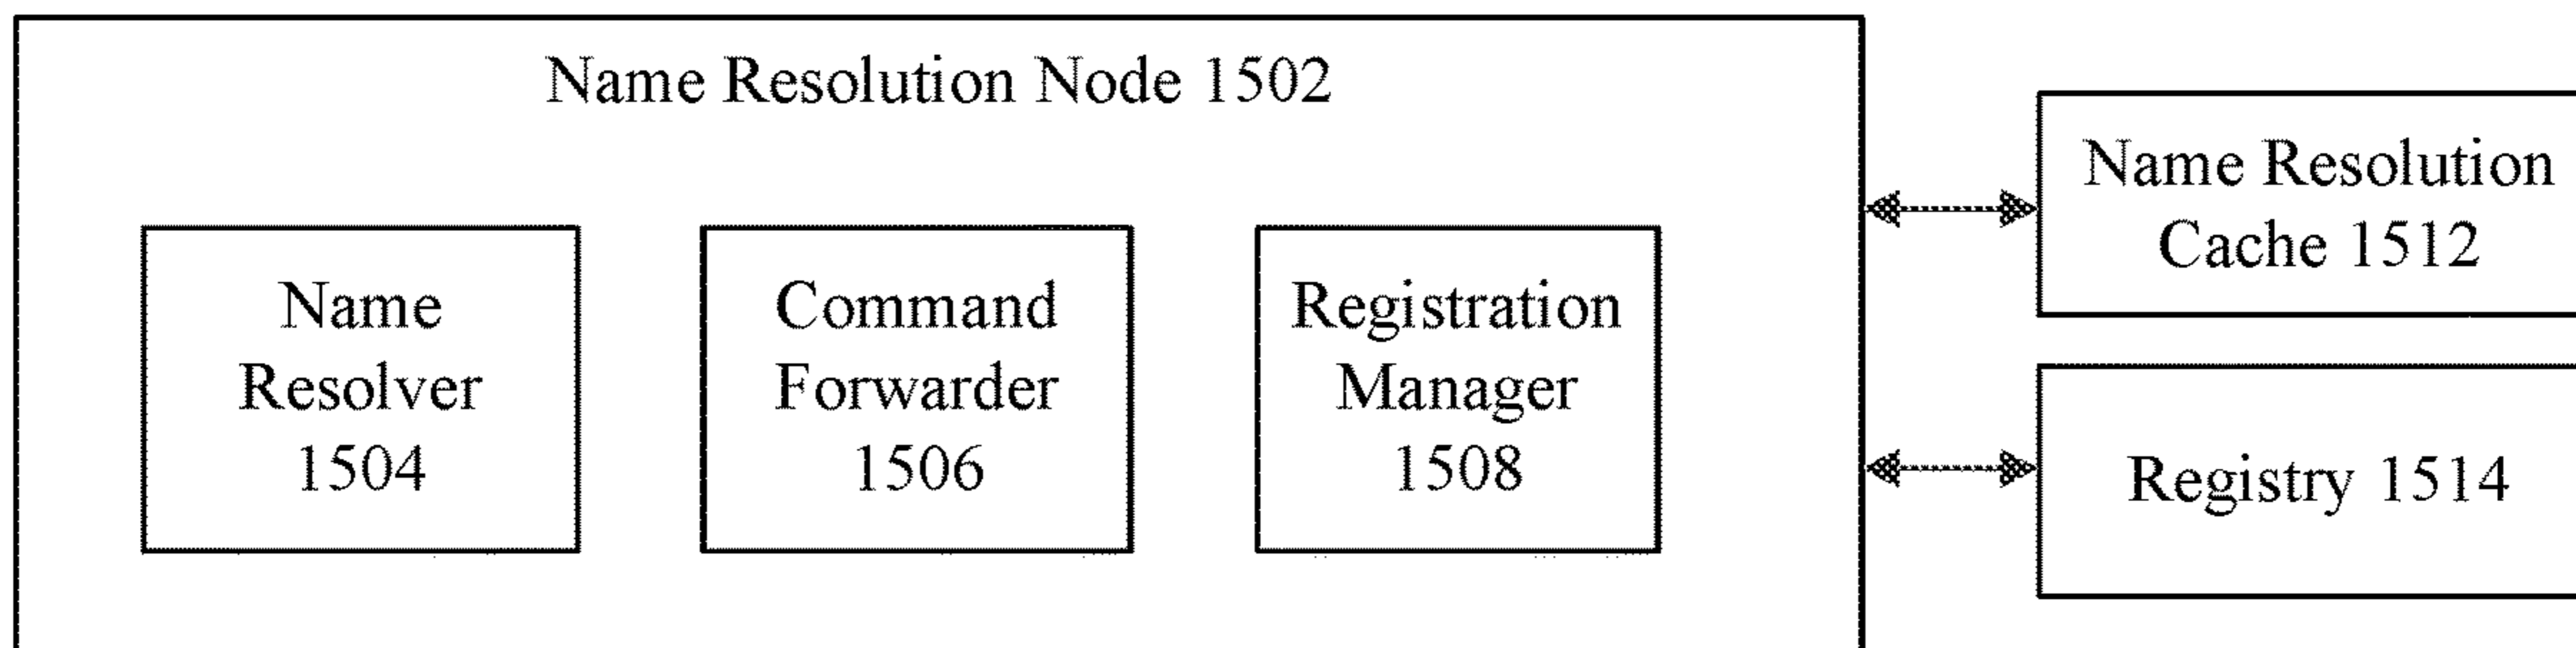 Name Resolution Node 1502
Name
Resolver
1504
Command
Forwarder
1506
Registration
Manager
1508
Name Resolution
Cache 1512
Registry 1514